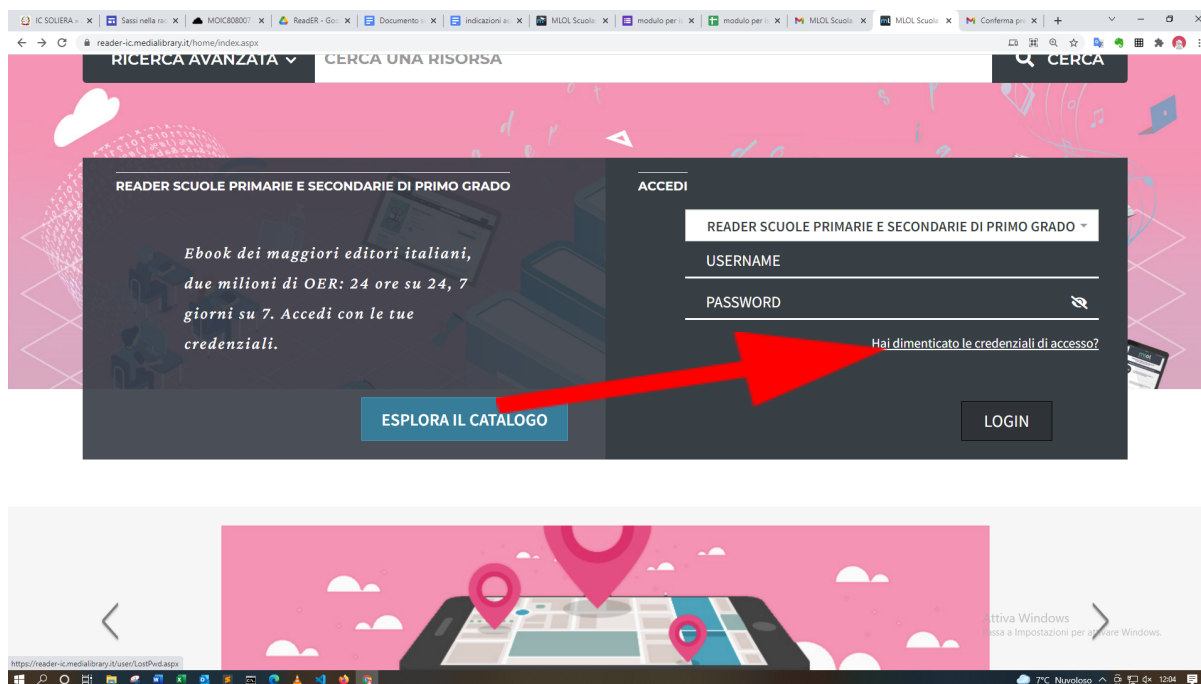 IC SOLIERA -
Sassi nella ra
MOIC808007
ReadER - Goo
Documento s
indicazioni ac
MLOL Scuola
modulo per is
modulo per is
MLOL Scuola
MLOL Scuola
Conferma pre
reader-ic.medialibrary.it/home/index.aspx
RICERCA AVANZATA
CERCA UNA RISORSA
CERCA
READER SCUOLE PRIMARIE E SECONDARIE DI PRIMO GRADO
Ebook dei maggiori editori italiani,
due milioni di OER: 24 ore su 24, 7
giorni su 7. Accedi con le tue
credenziali.
ESPLORA IL CATALOGO
ACCEDI
READER SCUOLE PRIMARIE E SECONDARIE DI PRIMO GRADO
USERNAME
PASSWORD
Hai dimenticato le credenziali di accesso?
LOGIN
Attiva Windows
Passa a Impostazioni per attivare Windows.
https://reader-ic.medialibrary.it/user/LostPwd.aspx
7°C Nuvoloso
12:04